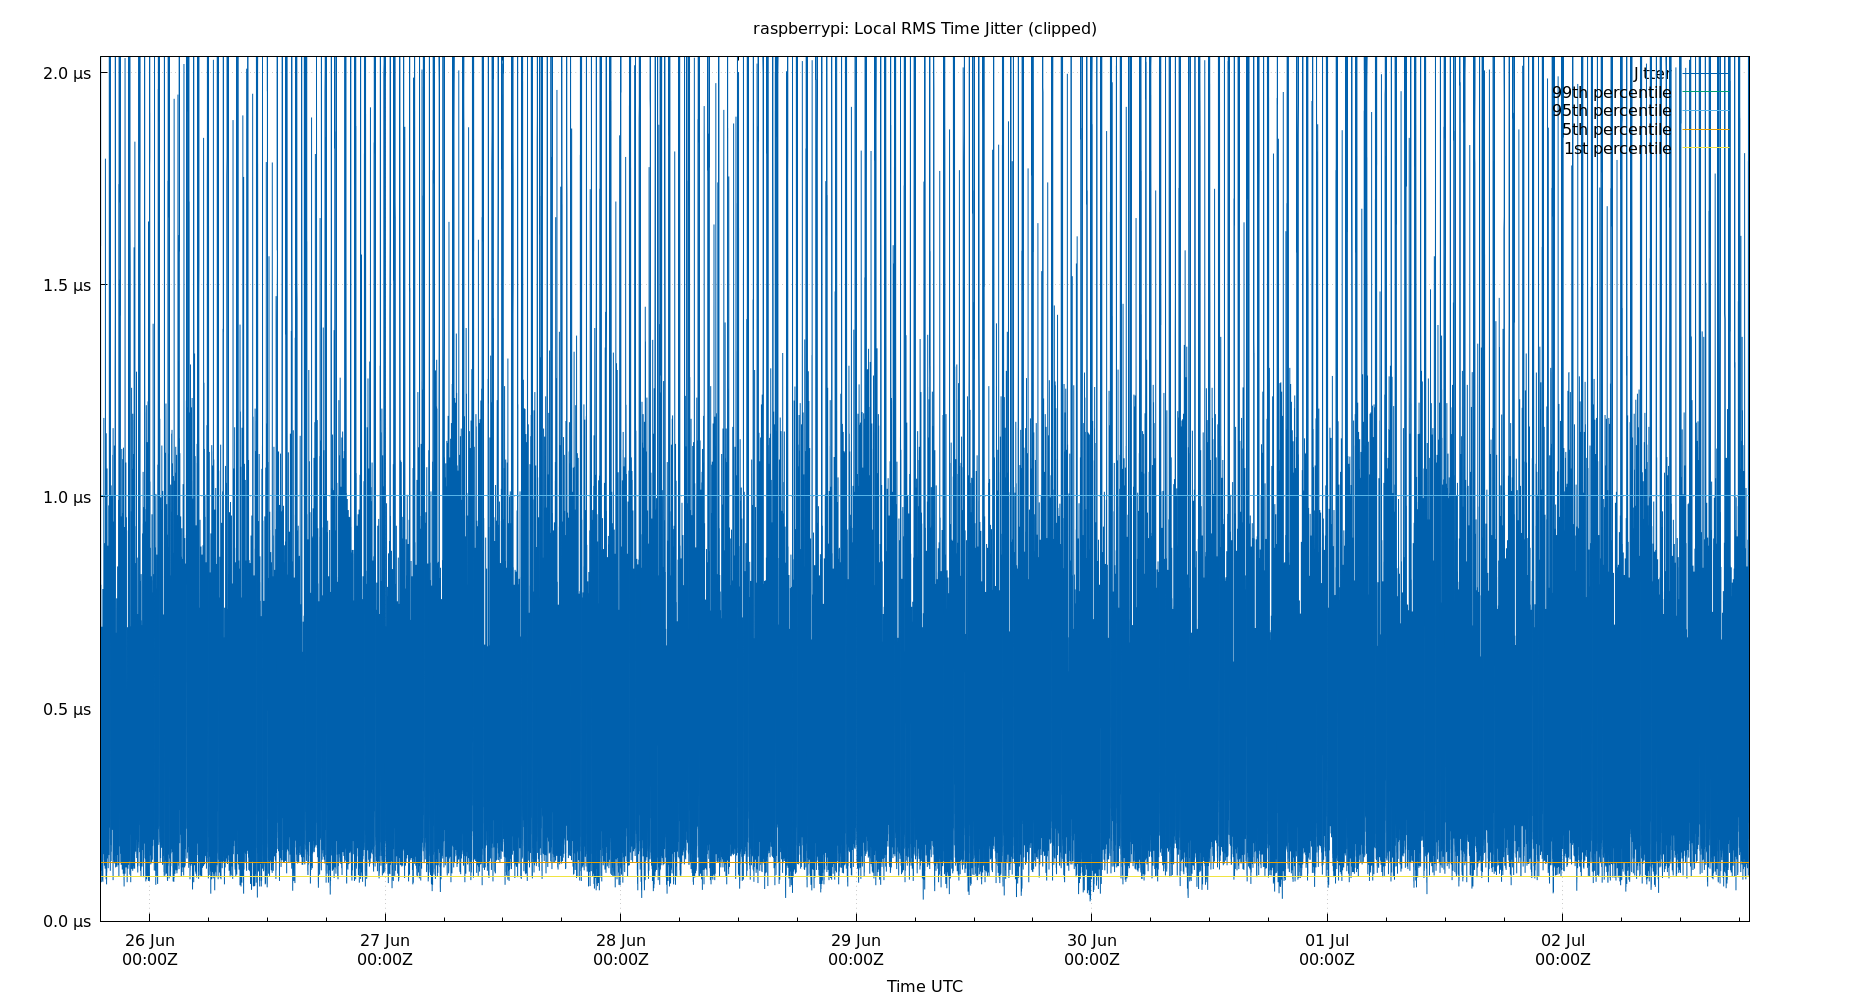 raspberrypi: Local RMS Time Jitter (clipped)
2.0 µs
1.5 µs
1.0 µs
0.5 µs
0.0 µs
Jitter
99th percentile
95th percentile
5th percentile
1st percentile
26 Jun
00:00Z
27 Jun
00:00Z
28 Jun
00:00Z
29 Jun
00:00Z
30 Jun
00:00Z
01 Jul
00:00Z
02 Jul
00:00Z
Time UTC